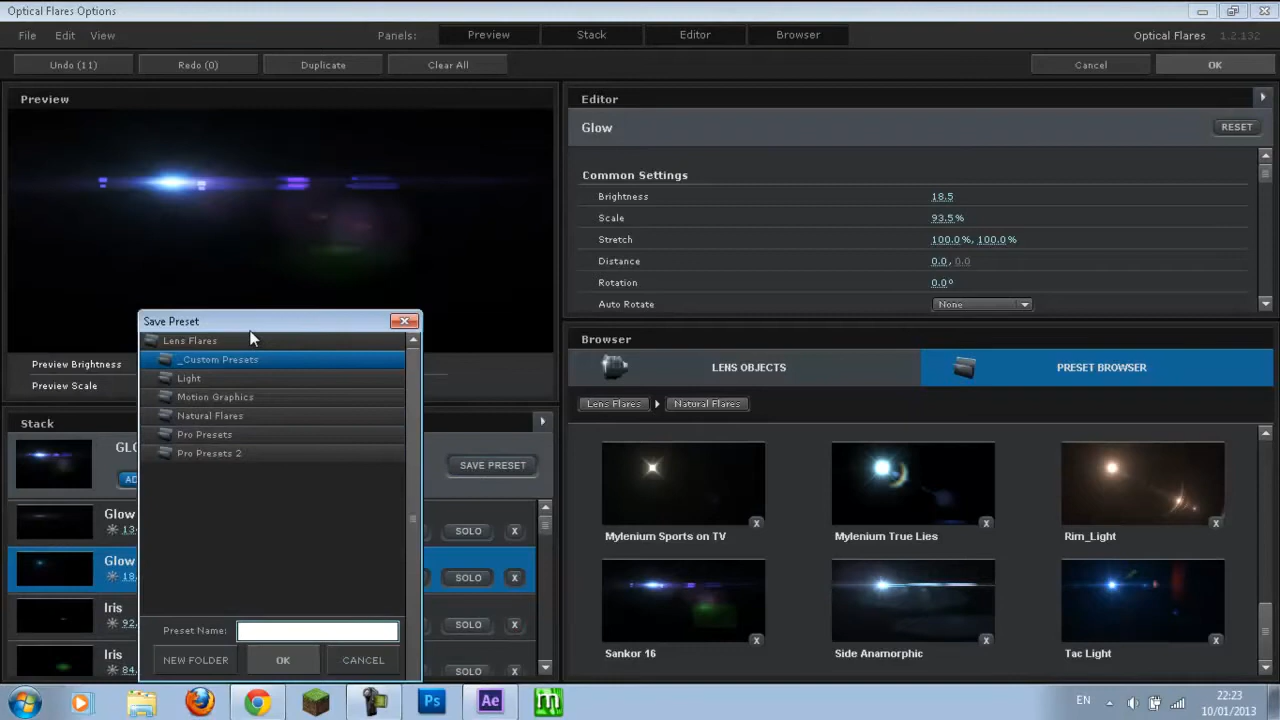 Optical Flares Options
File Edit View Panels: Preview Stack Editor Browser Optical Flares 1.2.132
Undo (11) Redo (0) Duplicate Clear All Cancel OK
Preview
Preview Brightness
Preview Scale
Editor
Glow RESET
Common Settings
Brightness 18.5
Scale 93.5%
Stretch 100.0%, 100.0%
Distance 0.0, 0.0
Rotation 0.0º
Auto Rotate None
Save Preset
Lens Flares
_Custom Presets
Light
Motion Graphics
Natural Flares
Pro Presets
Pro Presets 2
Preset Name:
NEW FOLDER OK CANCEL
Stack
SAVE PRESET
Glow
SOLO X
Glow
SOLO X
Iris
92.
SOLO X
Iris
84.
SOLO X
Browser
LENS OBJECTS PRESET BROWSER
Lens Flares Natural Flares
X X X
Mylenium Sports on TV Mylenium True Lies Rim_Light
X X X
Sankor 16 Side Anamorphic Tac Light
Ps Ae m EN 22:23
10/01/2013